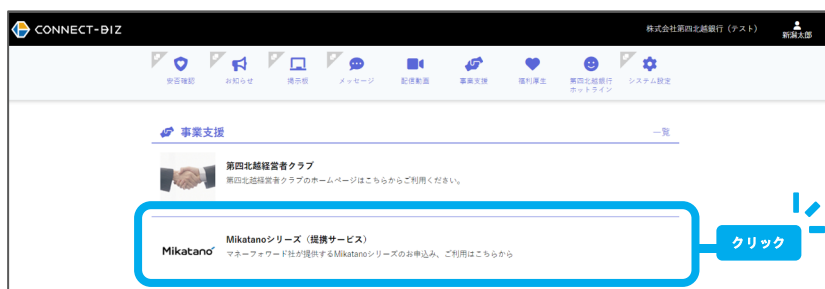 CONNECT-BIZ
株式会社第四北越銀行（テスト）
新潟太郎
安否確認
お知らせ
掲示板
メッセージ
配信動画
事業支援
福利厚生
第四北越銀行
ホットライン
システム設定
事業支援
一覧
第四北越経営者クラブ
第四北越経営者クラブのホームページはこちらからご利用ください。
Mikatano
Mikatanoシリーズ（提携サービス）
マネーフォワード社が提供するMikatanoシリーズのお申込み、ご利用はこちらから
クリック